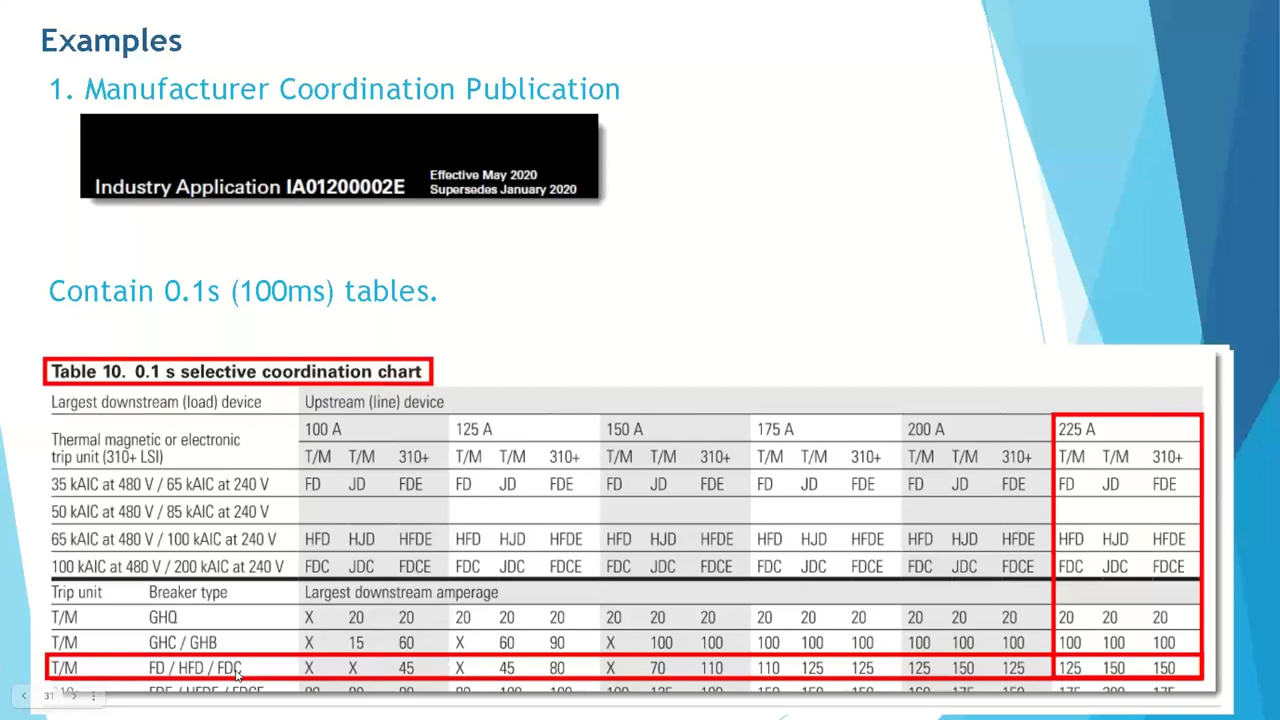 Examples
1. Manufacturer Coordination Publication
Industry Application IA01200002E
Effective May 2020
Supersedes January 2020
Contain 0.1s (100ms) tables.
Table 10. 0.1 s selective coordination chart
Largest downstream (load) device Upstream (line) device
100 A 125 A 150 A 175 A 200 A 225 A
Thermal magnetic or electronic
trip unit (310+ LSI) T/M T/M 310+ T/M T/M 310+ T/M T/M 310+ T/M T/M 310+ T/M T/M 310+ T/M T/M 310+
35 kAIC at 480 V / 65 kAIC at 240 V FD JD FDE FD JD FDE FD JD FDE FD JD FDE FD JD FDE FD JD FDE
50 kAIC at 480 V / 85 kAIC at 240 V
65 kAIC at 480 V / 100 kAIC at 240 V HFD HJD HFDE HFD HJD HFDE HFD HJD HFDE HFD HJD HFDE HFD HJD HFDE HFD HJD HFDE
100 kAIC at 480 V / 200 kAIC at 240 V FDC JDC FDCE FDC JDC FDCE FDC JDC FDCE FDC JDC FDCE FDC JDC FDCE FDC JDC FDCE
Trip unit Breaker type Largest downstream amperage
T/M GHQ X 20 20 20 20 20 20 20 20 20 20 20 20 20 20 20 20 20
T/M GHC / GHB X 15 60 X 60 90 X 100 100 100 100 100 100 100 100 100 100 100
T/M FD / HFD / FDC X X 45 X 45 80 X 70 110 110 125 125 125 150 125 125 150 150
31